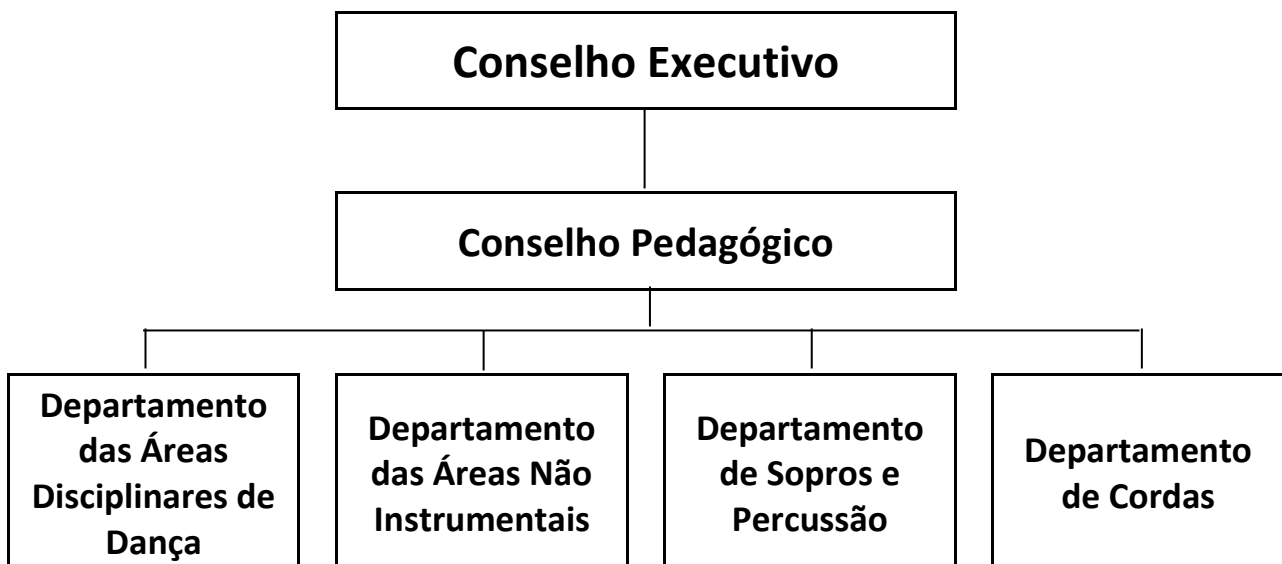 Conselho Executivo
Conselho Pedagógico
Departamento
das Áreas
Disciplinares de
Dança
Departamento
das Áreas Não
Instrumentais
Departamento
de Sopros e
Percussão
Departamento
de Cordas